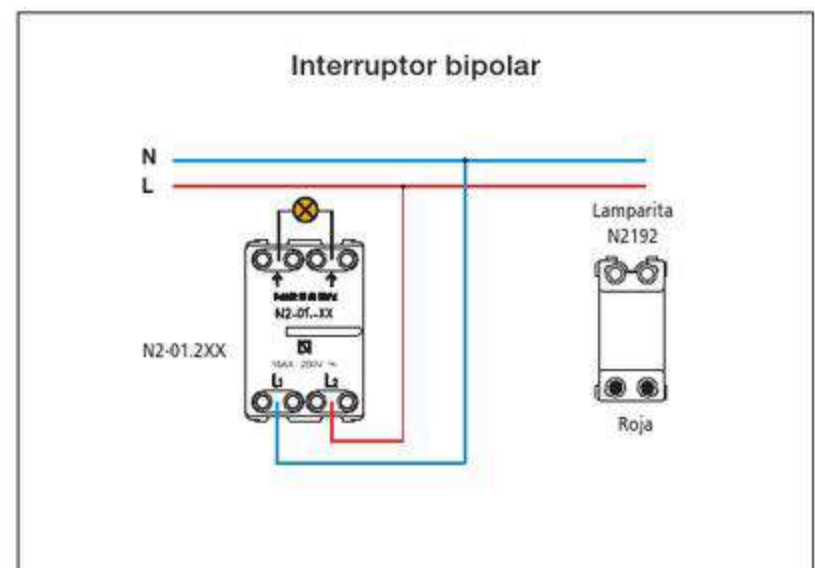 Interruptor bipolar
N
L
Lamparita
N2192
N2-01.-XX
N2-01.2XX
L1
L2
Roja